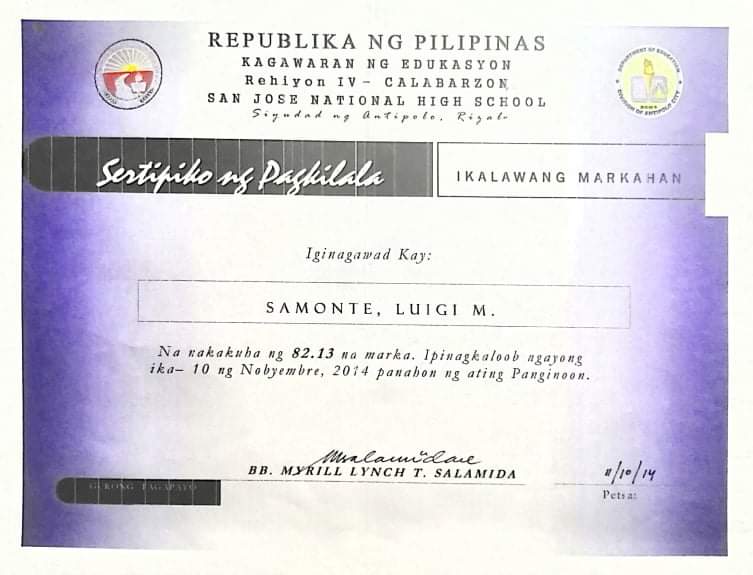 REPUBLIKA NG PILIPINAS
KAGAWARAN NG EDUKASYON
Rehiyon IV – CALABARZON
SAN JOSE NATIONAL HIGH SCHOOL
Siyudad ng Antipolo, Rizal
Sertipiko ng Pagkilala
IKALAWANG MARKAHAN
Iginagawad Kay:
SAMONTE, LUIGI M.
Na nakakuha ng 82.13 na marka. Ipinagkaloob ngayong
ika– 10 ng Nobyembre, 2014 panahon ng ating Panginoon.
BB. MYRILL LYNCH T. SALAMIDA
11/10/14
GURONG TAGAPAYO
Petsa:
DEPARTMENT OF EDUCATION
DIVISION OF ANTIPOLO CITY